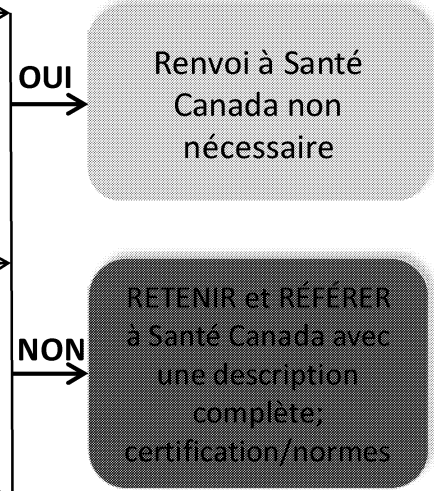 OUI
Renvoi à Santé
Canada non
nécessaire
NON
RETENIR et RÉFÉRER
à Santé Canada avec
une description
complète;
certification/normes